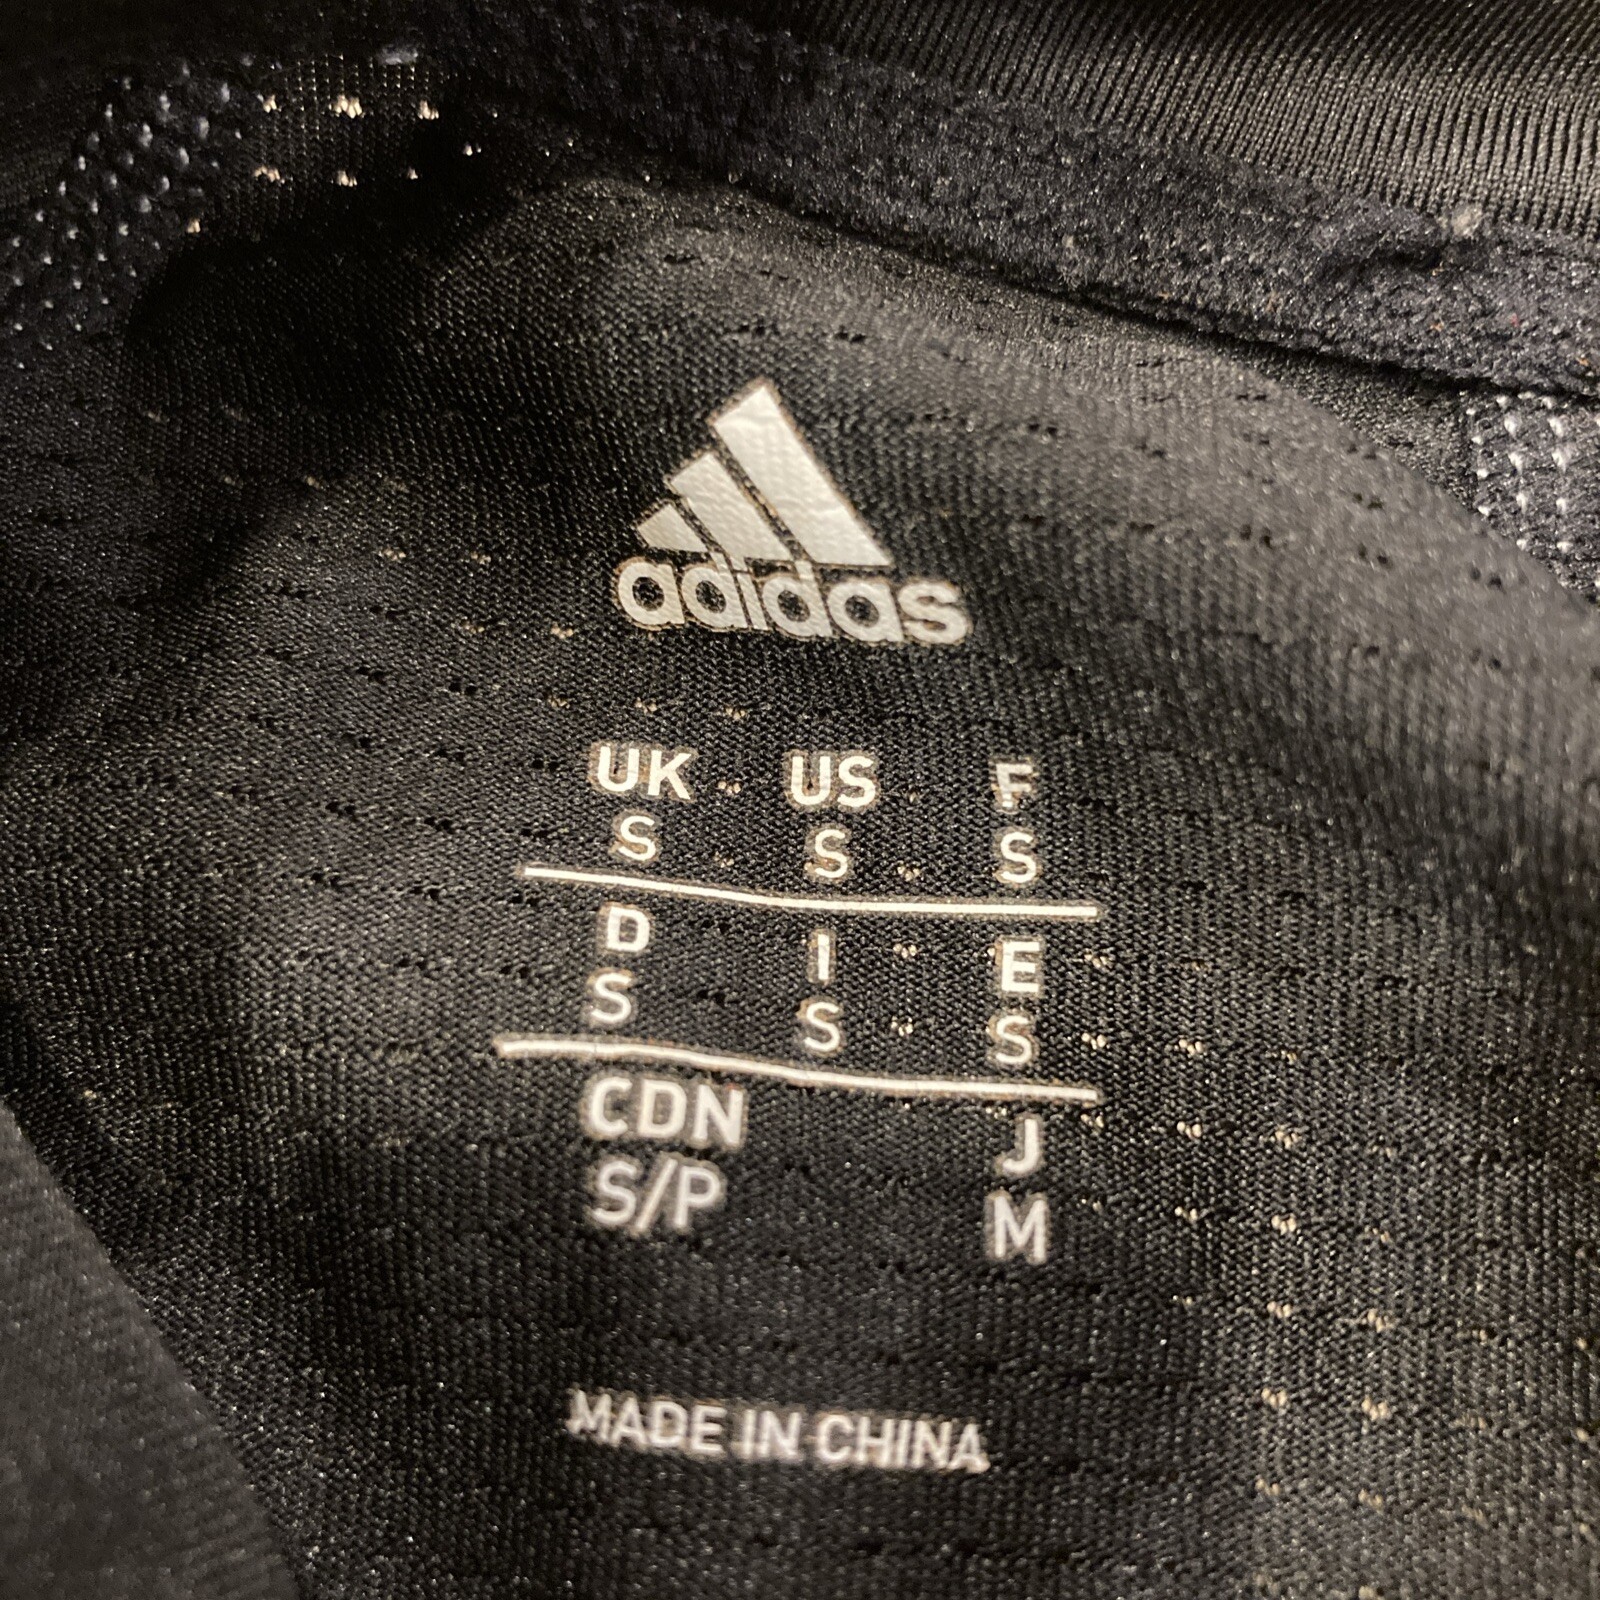 adidas
UK US F
S S S
D I E
S S S
CDN J
S/P M
MADE IN CHINA